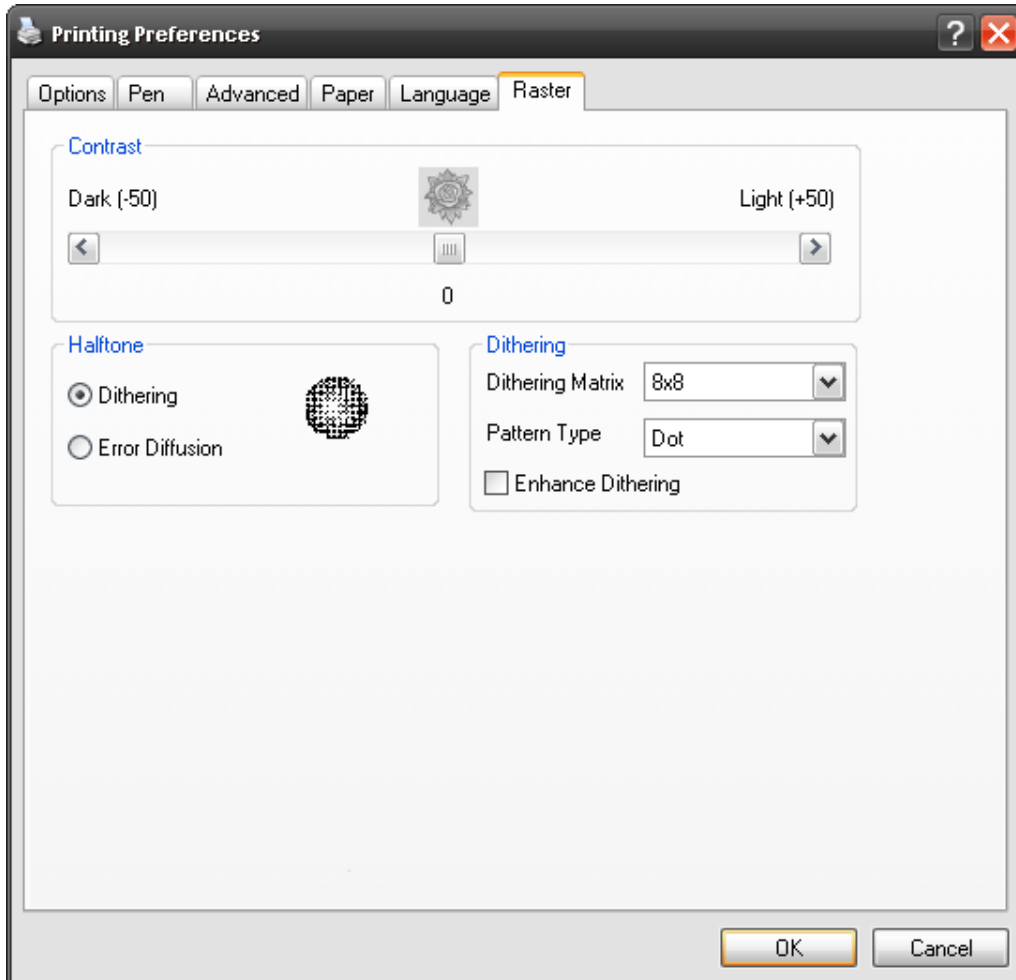 Printing Preferences
Options Pen Advanced Paper Language Raster
Contrast
Dark (-50) Light (+50)
0
Halftone
Dithering
Error Diffusion
Dithering
Dithering Matrix 8x8
Pattern Type Dot
Enhance Dithering
OK Cancel